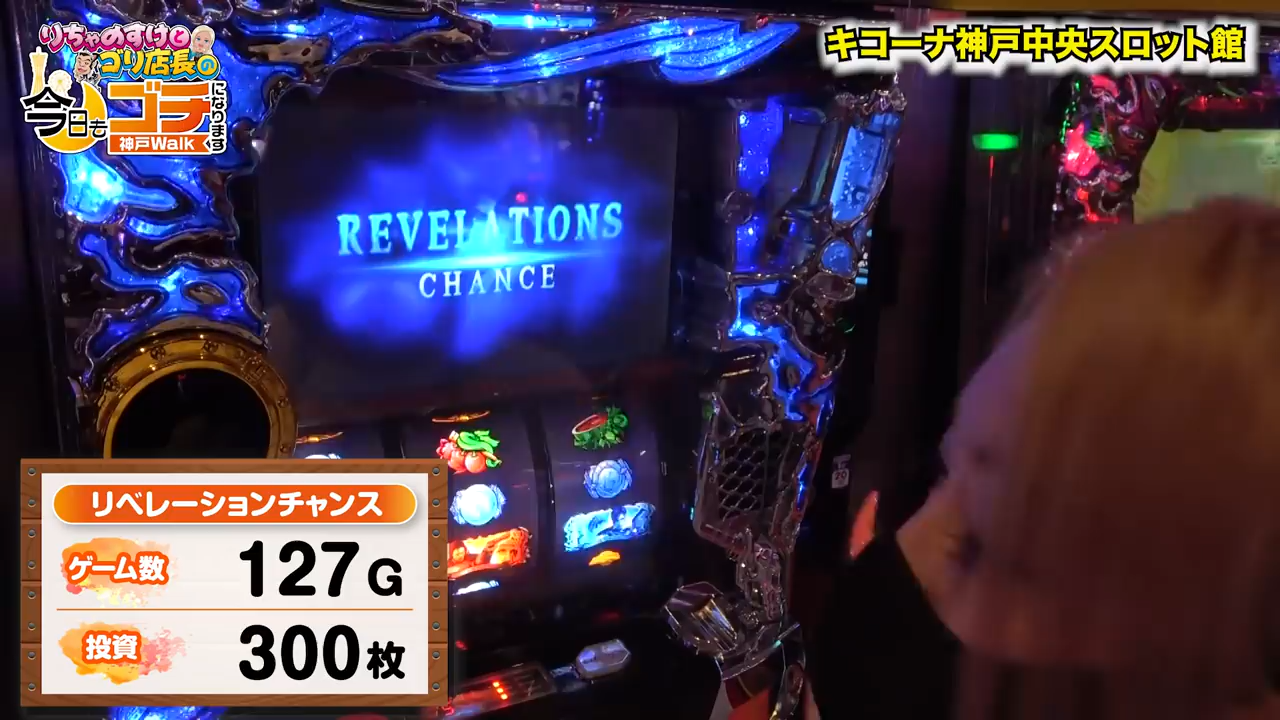 りちゃのすけと
ゴリ店長の
今日もゴチになります
神戸Walk
キコーナ神戸中央スロット館
REVELATIONS
CHANCE
リベレーションチャンス
ゲーム数 127G
投資 300枚